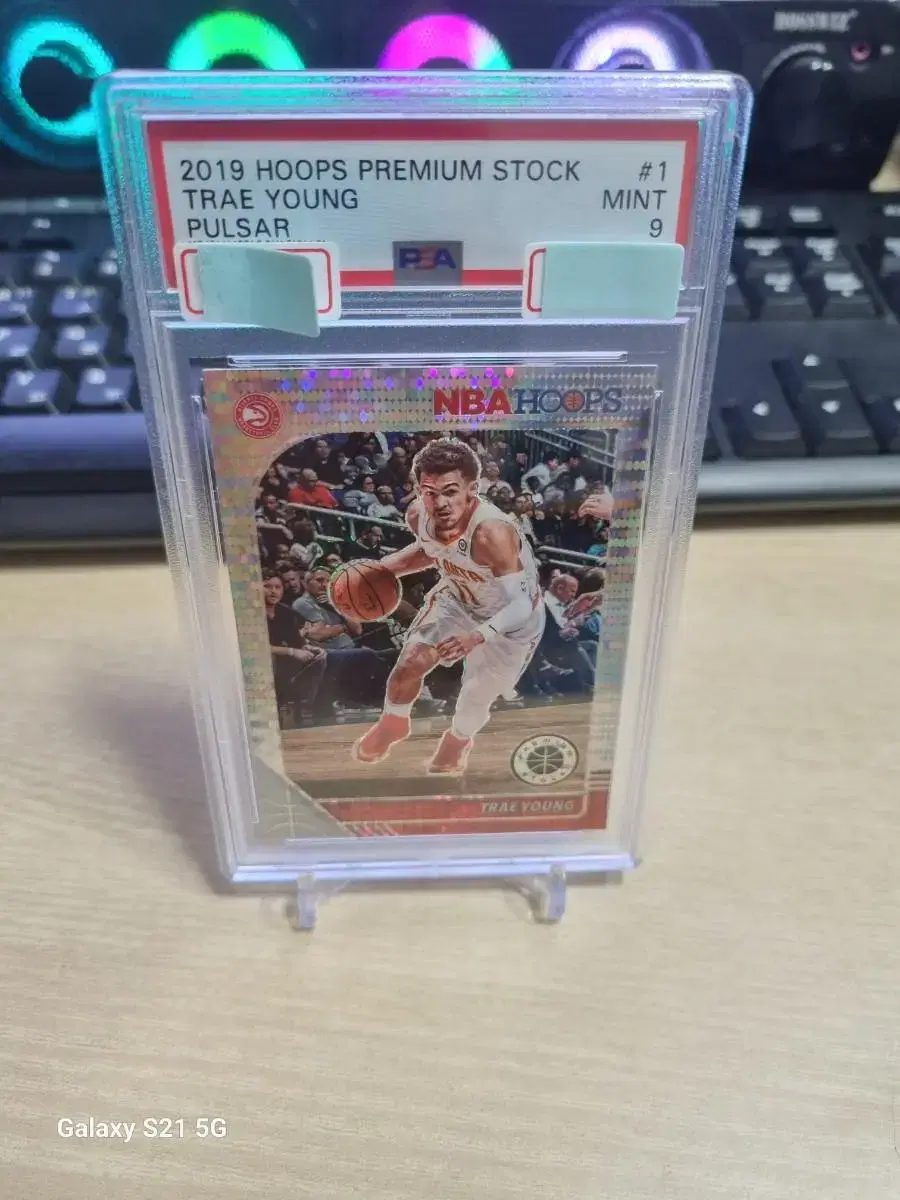 2019 HOOPS PREMIUM STOCK #1
TRAE YOUNG MINT
PULSAR 9
PSA
NBA HOOPS
TRAE YOUNG
Galaxy S21 5G